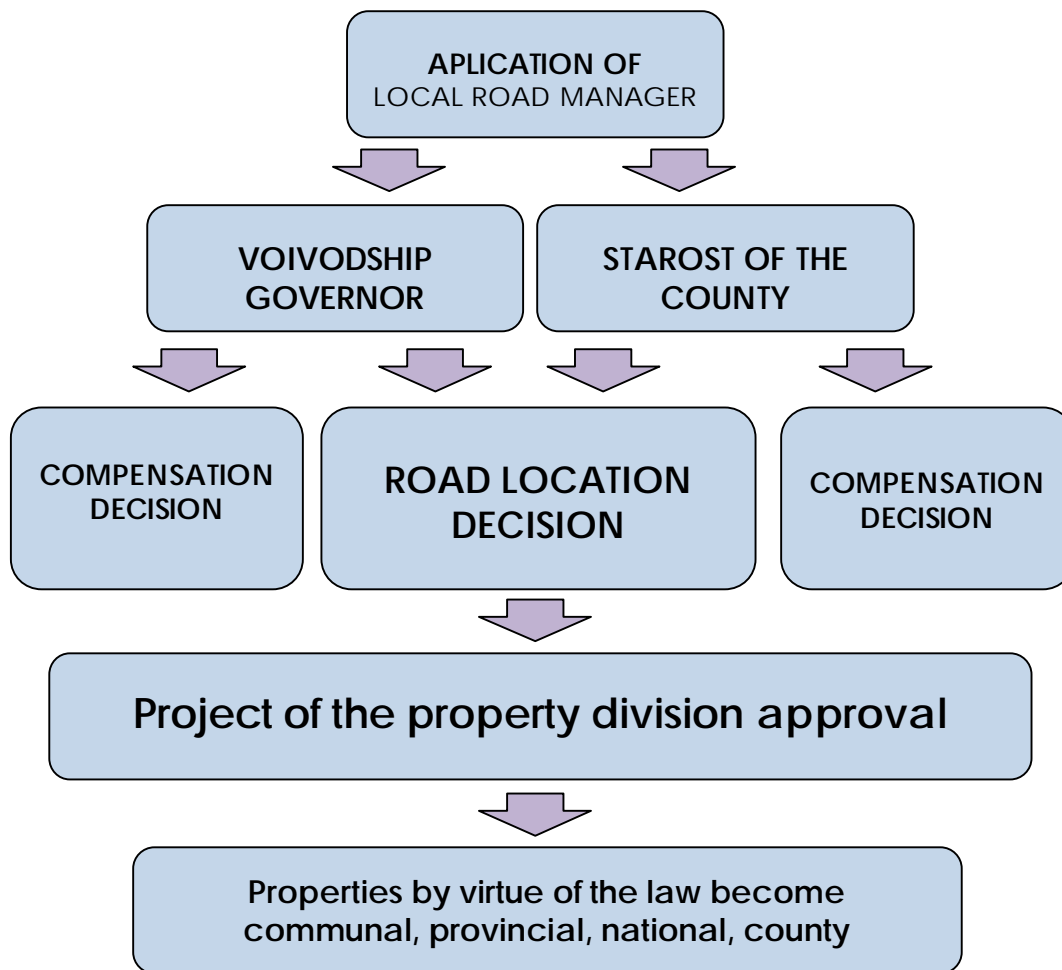 APLICATION OF
LOCAL ROAD MANAGER
VOIVODSHIP
GOVERNOR
STAROST OF THE
COUNTY
COMPENSATION
DECISION
ROAD LOCATION
DECISION
COMPENSATION
DECISION
Project of the property division approval
Properties by virtue of the law become
communal, provincial, national, county